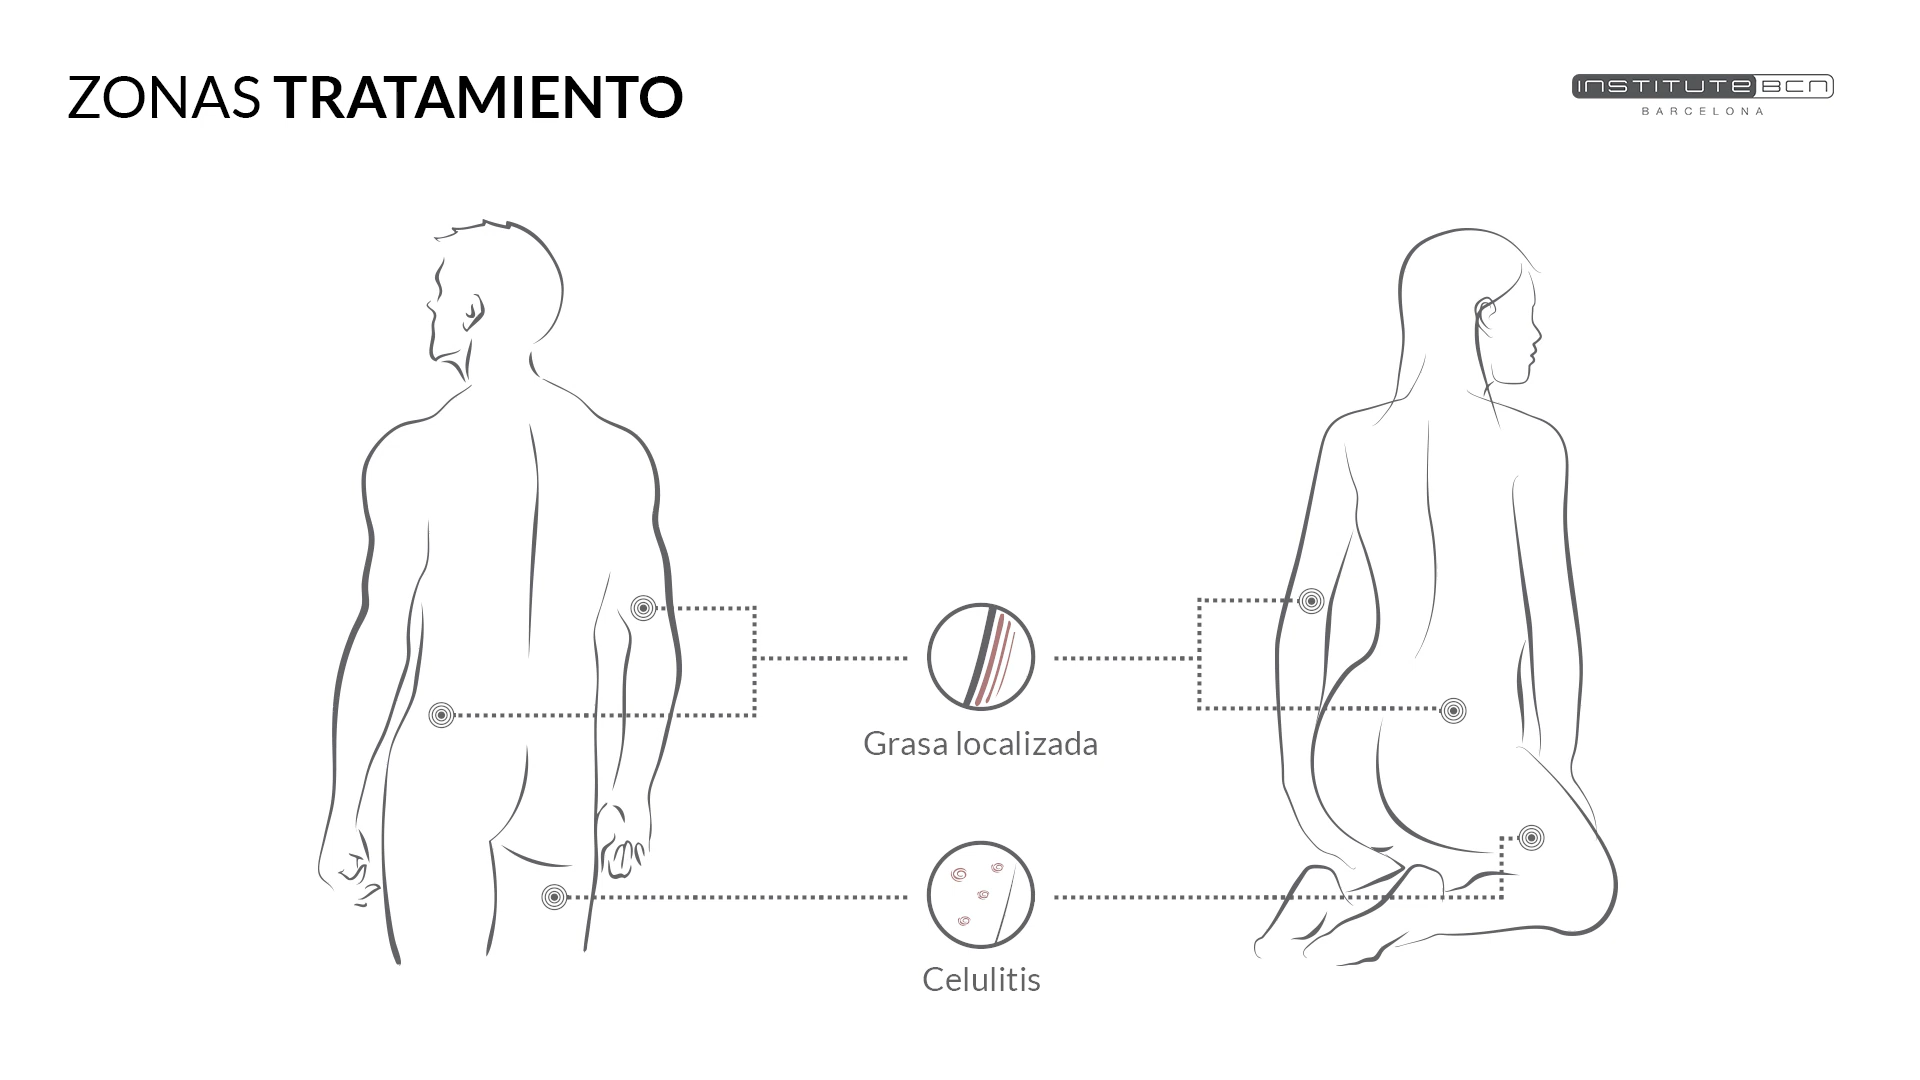 ZONAS TRATAMIENTO
INSTITUTE BCN
BARCELONA
Grasa localizada
Celulitis